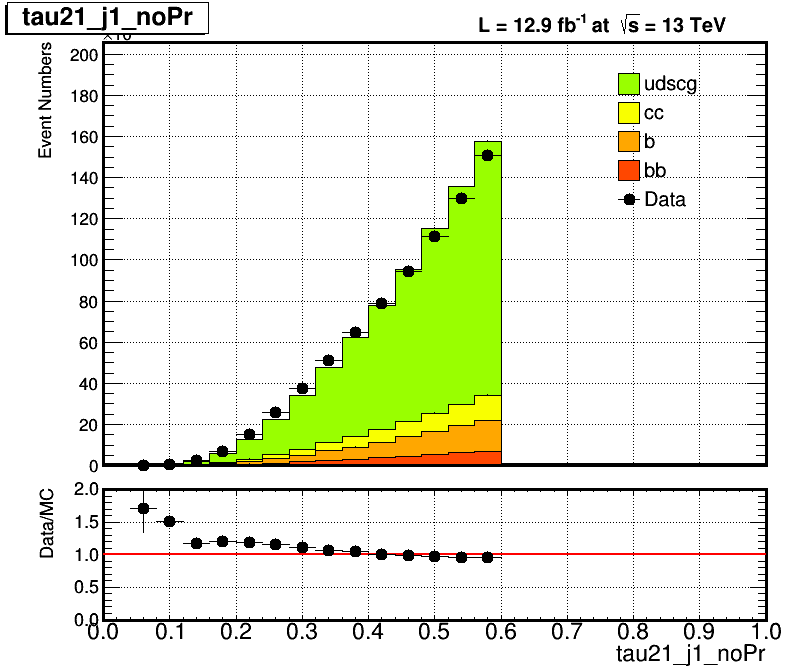 tau21_j1_noPr
L = 12.9 fb-1 at √s = 13 TeV
Event Numbers
200
180
160
140
120
100
80
60
40
20
0
udscg
cc
b
bb
Data
Data/MC
2.0
1.5
1.0
0.5
0.0
0.0 0.1 0.2 0.3 0.4 0.5 0.6 0.7 0.8 0.9 1.0
tau21_j1_noPr